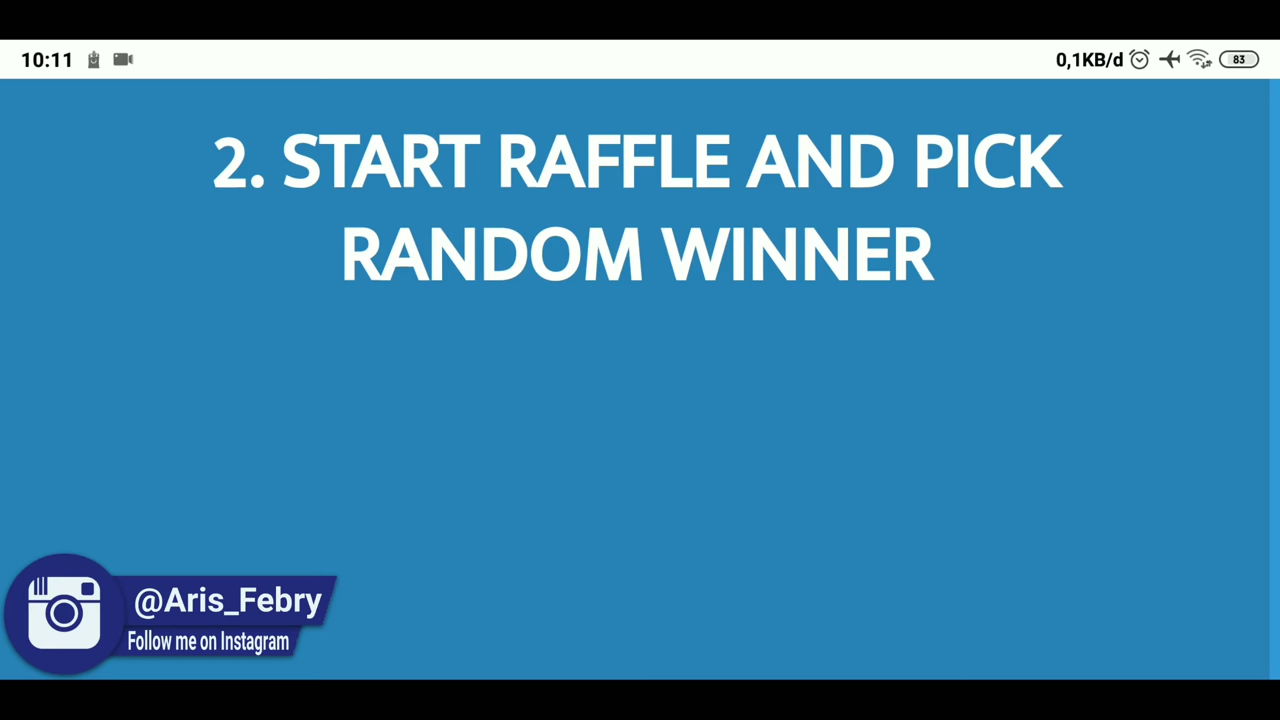 10:11 0,1KB/d 83
2. START RAFFLE AND PICK
RANDOM WINNER
@Aris_Febry
Follow me on Instagram